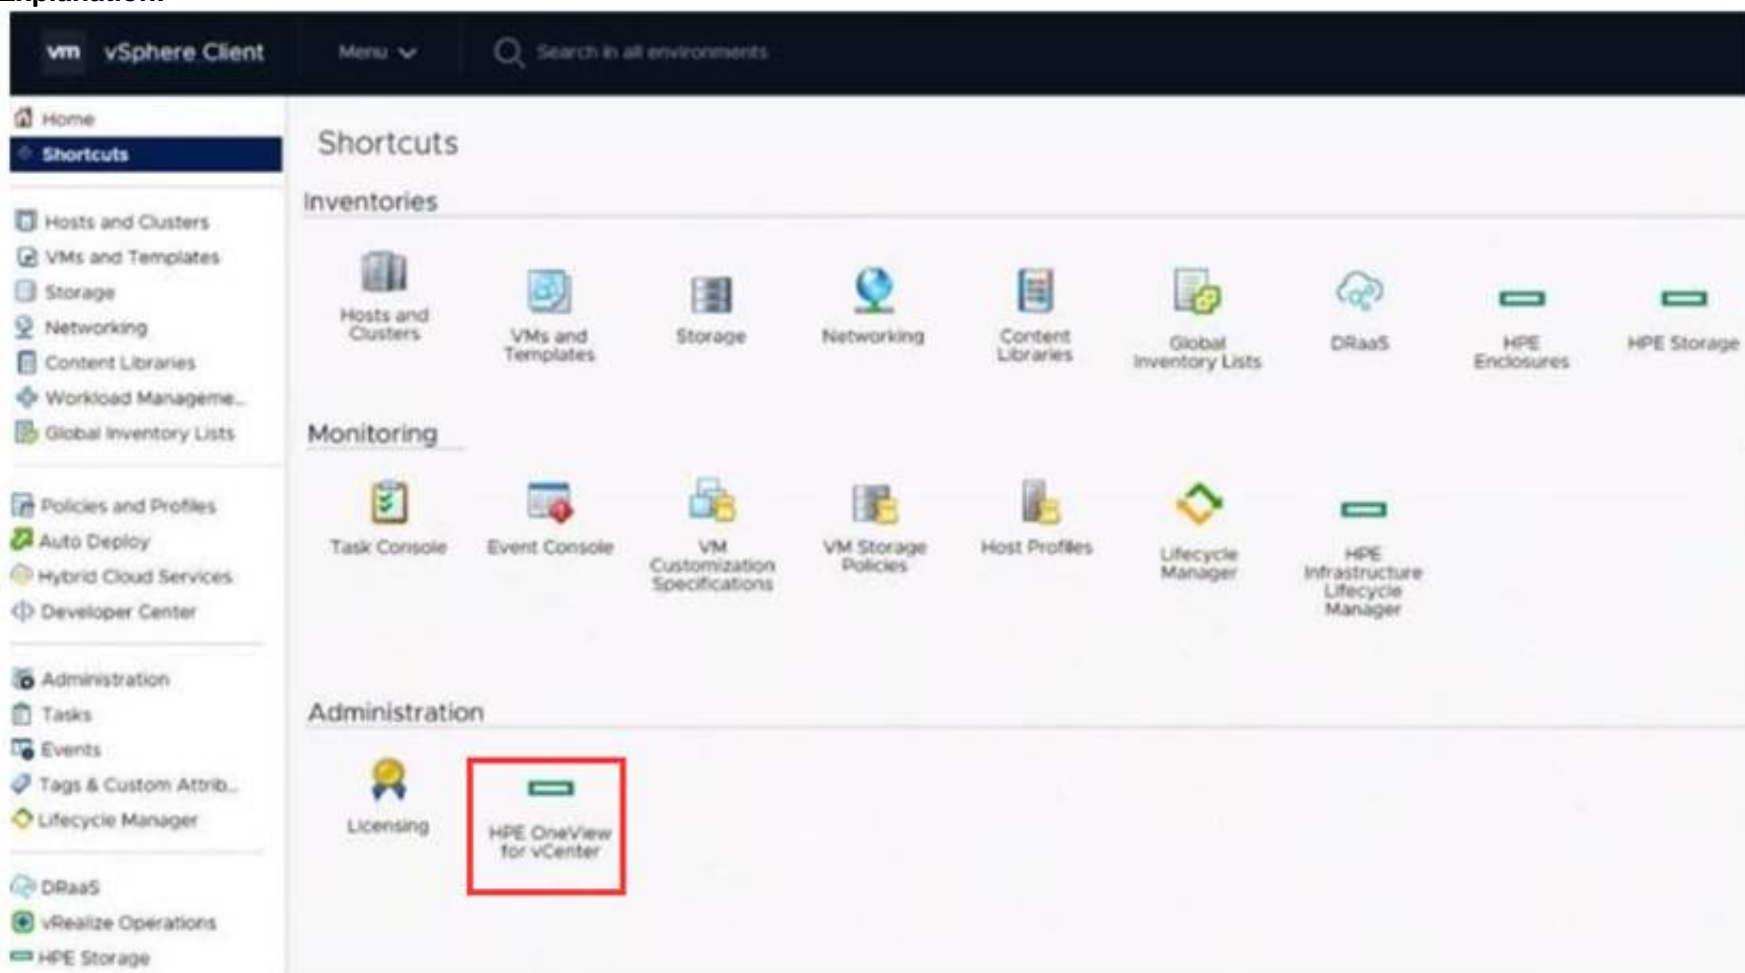 vm vSphere Client Menu Search in all environments
Home
Shortcuts
Hosts and Clusters
VMs and Templates
Storage
Networking
Content Libraries
Workload Manageme...
Global Inventory Lists
Policies and Profiles
Auto Deploy
Hybrid Cloud Services
Developer Center
Administration
Tasks
Events
Tags & Custom Attrib...
Lifecycle Manager
DRaaS
vRealize Operations
HPE Storage
Shortcuts
Inventories
Hosts and
Clusters
VMs and
Templates
Storage
Networking
Content
Libraries
Global
Inventory Lists
DRaaS
HPE
Enclosures
HPE Storage
Monitoring
Task Console
Event Console
VM
Customization
Specifications
VM Storage
Policies
Host Profiles
Lifecycle
Manager
HPE
Infrastructure
Lifecycle
Manager
Administration
Licensing
HPE OneView
for vCenter